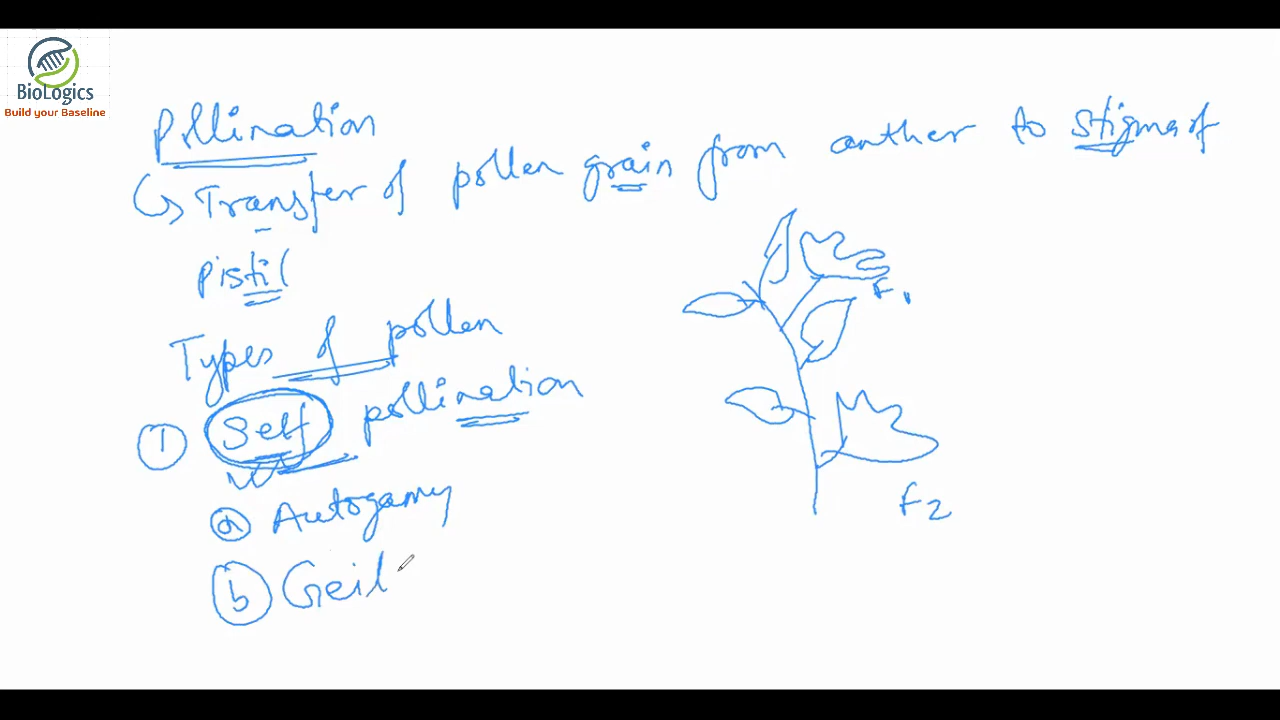 BioLogics
Build your Baseline
Pollination
Transfer of pollen grain from anther to stigma of
pistil
Types of pollen
1 Self pollination
a Autogamy
b Geil
F1
F2